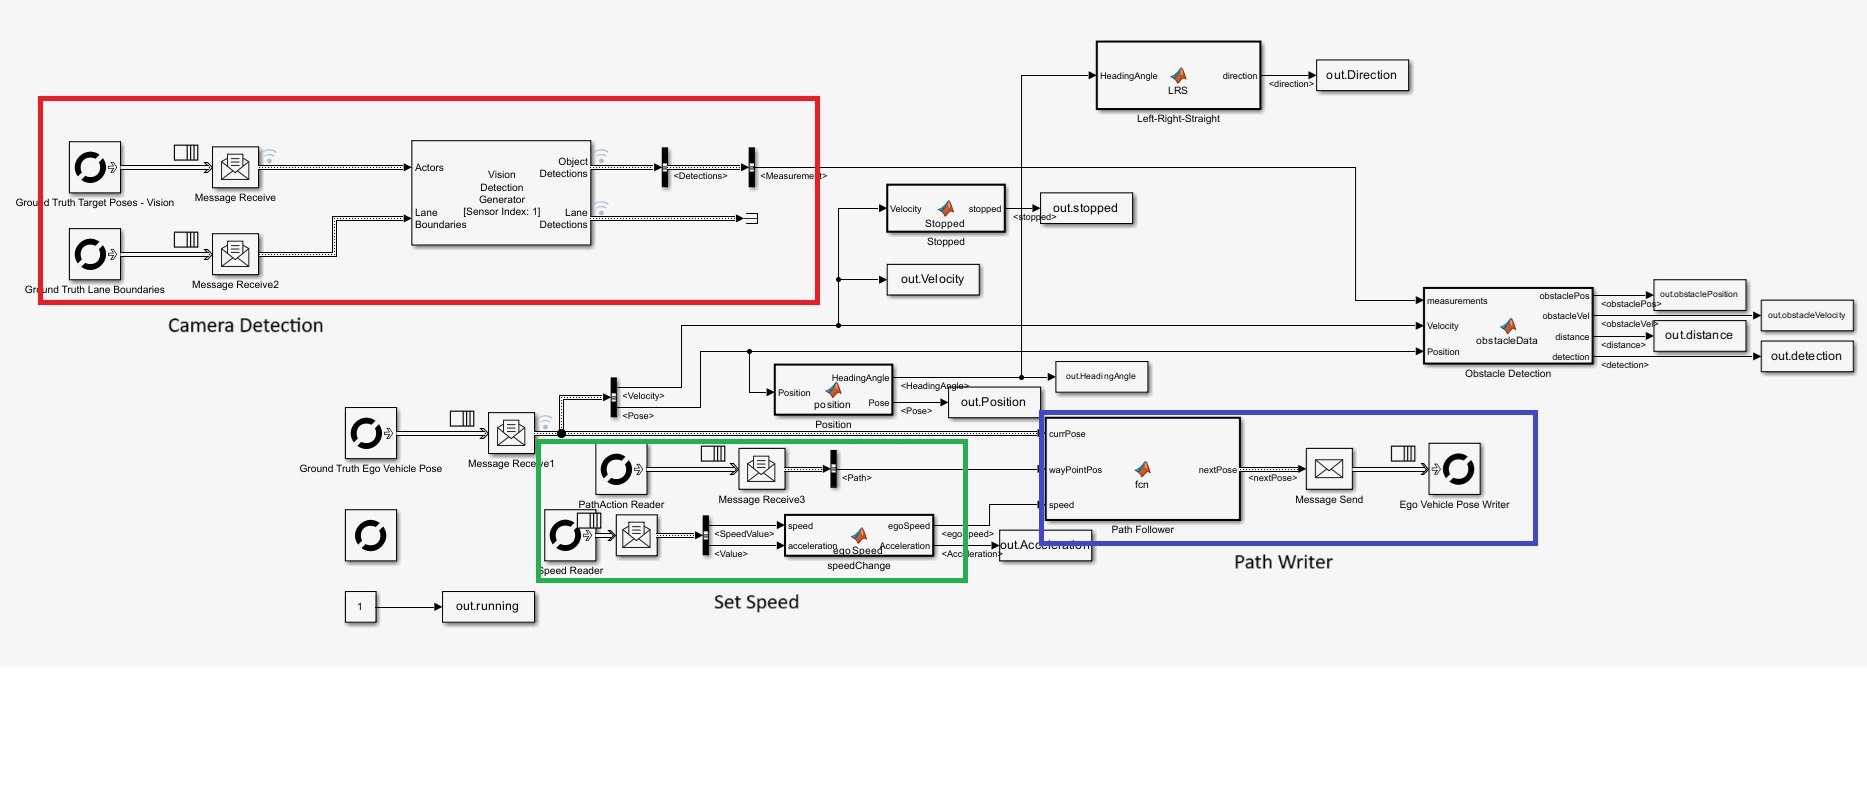 HeadingAngle
direction
LRS
<direction>
out.Direction
Left-Right-Straight
Ground Truth Target Poses - Vision
Message Receive
Actors
Lane
Boundaries
Vision
Detection
Generator
[Sensor Index: 1]
Object
Detections
Lane
Detections
<Detections>
<Measurement>
Ground Truth Lane Boundaries
Message Receive2
Camera Detection
Velocity
stopped
Stopped
<stopped>
out.stopped
Stopped
out.Velocity
measurements
Velocity
Position
obstacleData
obstaclePos
obstacleVel
distance
detection
Obstacle Detection
<obstaclePos>
<obstacleVel>
<distance>
<detection>
out.obstaclePosition
out.obstacleVelocity
out.distance
out.detection
Position
position
HeadingAngle
Pose
Position
<HeadingAngle>
<Pose>
out.HeadingAngle
out.Position
<Velocity>
<Pose>
Ground Truth Ego Vehicle Pose
Message Receive1
PathAction Reader
Message Receive3
<Path>
Speed Reader
<SpeedValue>
<Value>
speed
acceleration
egoSpeed
egoSpeed
Acceleration
speedChange
<egoSpeed>
<Acceleration>
out.Acceleration
Set Speed
currPose
wayPointPos
speed
fcn
nextPose
Path Follower
<nextPose>
Message Send
Ego Vehicle Pose Writer
Path Writer
1
out.running